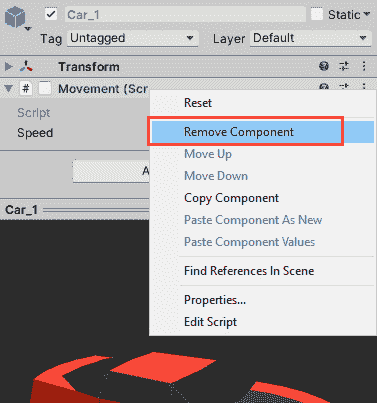 Car_1
Static
Tag Untagged Layer Default
Transform
# Movement (Scr
Script
Speed
A
Car_1
Reset
Remove Component
Move Up
Move Down
Copy Component
Paste Component As New
Paste Component Values
Find References In Scene
Properties...
Edit Script